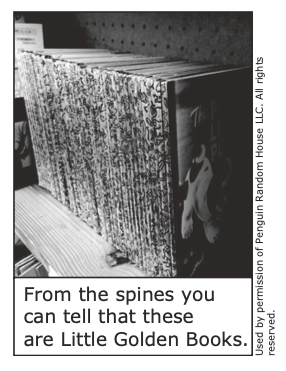 From the spines you
can tell that these
are Little Golden Books.
Used by permission of Penguin Random House LLC. All rights
reserved.